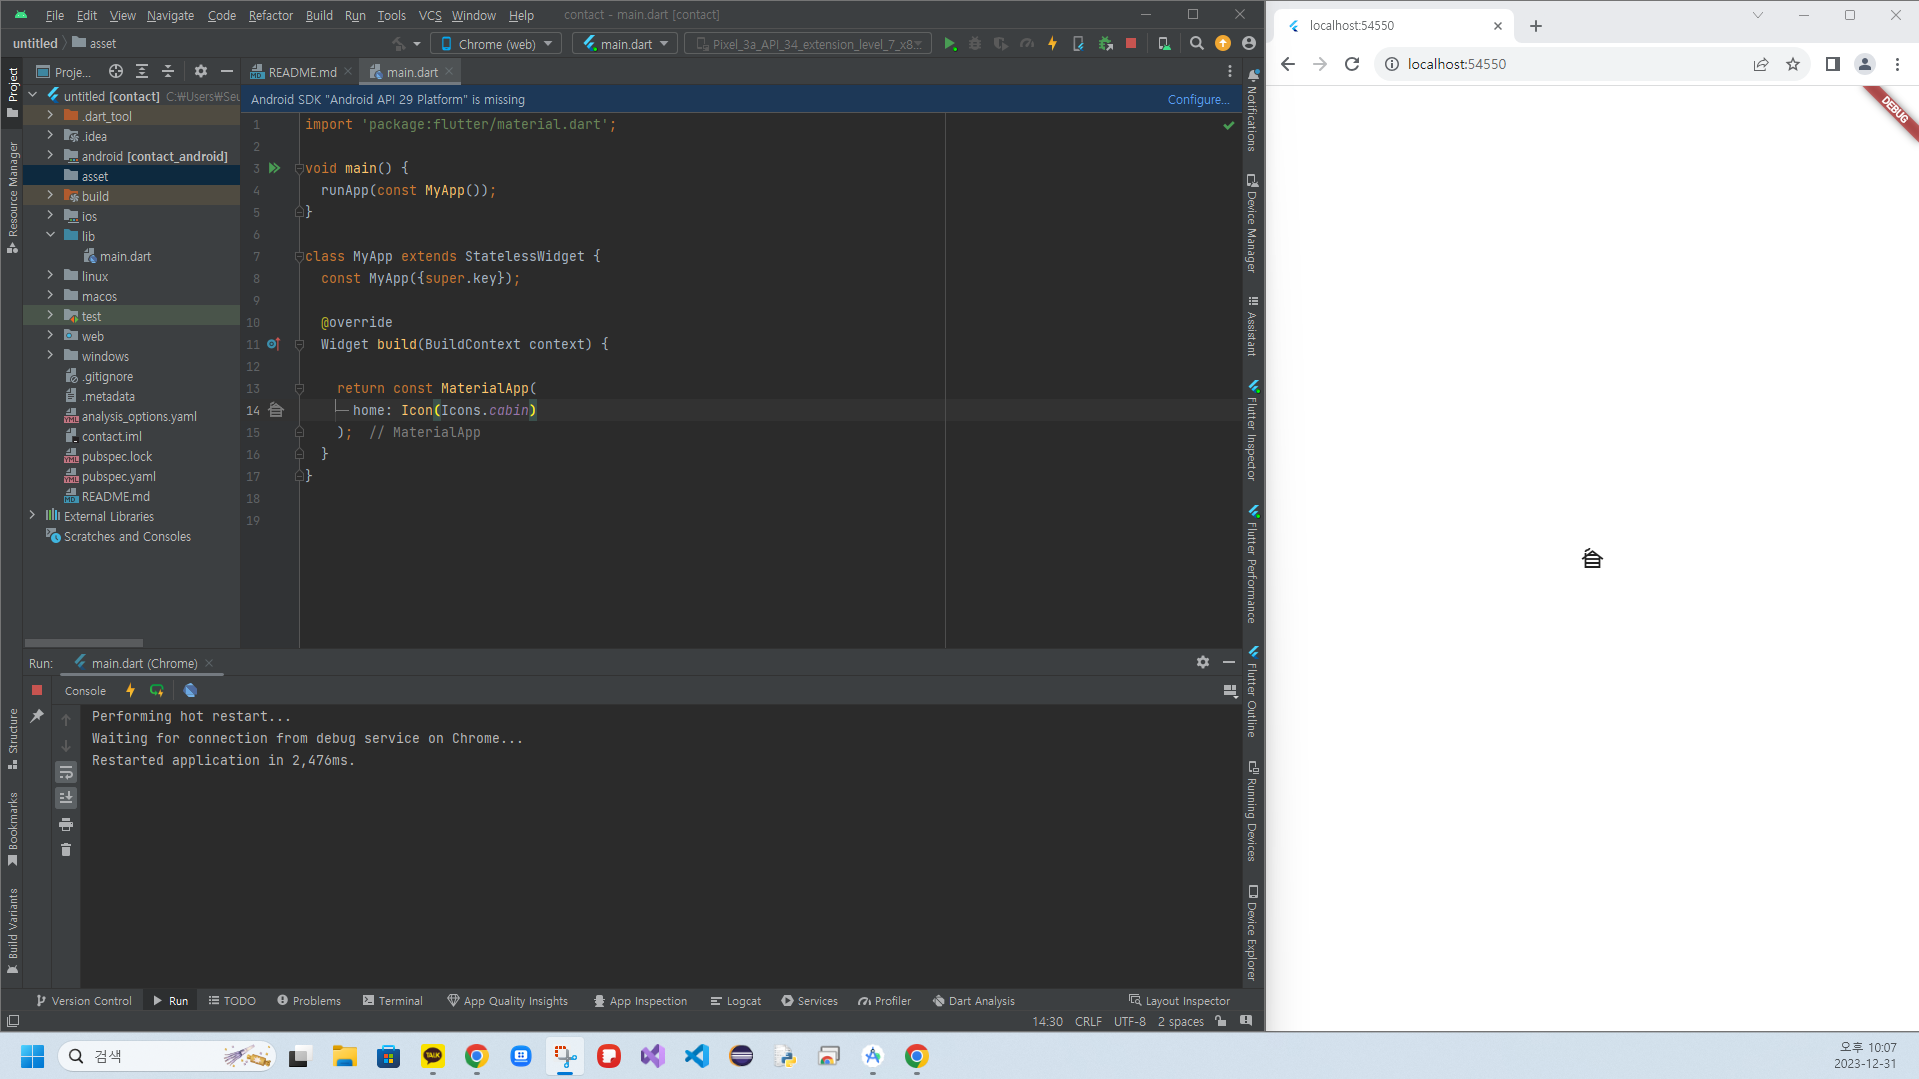 File Edit View Navigate Code Refactor Build Run Tools VCS Window Help contact - main.dart [contact]
untitled asset Chrome (web) main.dart Pixel_3a_API_34_extension_level_7_x8
Proje... README.md main.dart
Android SDK "Android API 29 Platform" is missing Configure...
untitled [contact] C:₩Users₩Seu
.dart_tool
.idea
android [contact_android]
asset
build
ios
lib
main.dart
linux
macos
test
web
windows
.gitignore
.metadata
analysis_options.yaml
contact.iml
pubspec.lock
pubspec.yaml
README.md
External Libraries
Scratches and Consoles
1 import 'package:flutter/material.dart';
2
3 void main() {
4 runApp(const MyApp());
5 }
6
7 class MyApp extends StatelessWidget {
8 const MyApp({super.key});
9
10 @override
11 Widget build(BuildContext context) {
12
13 return const MaterialApp(
14 home: Icon(Icons.cabin)
15 ); // MaterialApp
16 }
17 }
18
19
Project
Resource Manager
Structure
Bookmarks
Build Variants
Notifications
Device Manager
Assistant
Flutter Inspector
Flutter Performance
Flutter Outline
Running Devices
Device Explorer
Run: main.dart (Chrome)
Console
Performing hot restart...
Waiting for connection from debug service on Chrome...
Restarted application in 2,476ms.
Version Control Run TODO Problems Terminal App Quality Insights App Inspection Logcat Services Profiler Dart Analysis Layout Inspector
14:30 CRLF UTF-8 2 spaces
localhost:54550
localhost:54550
DEBUG
검색
TALK
오후 10:07
2023-12-31